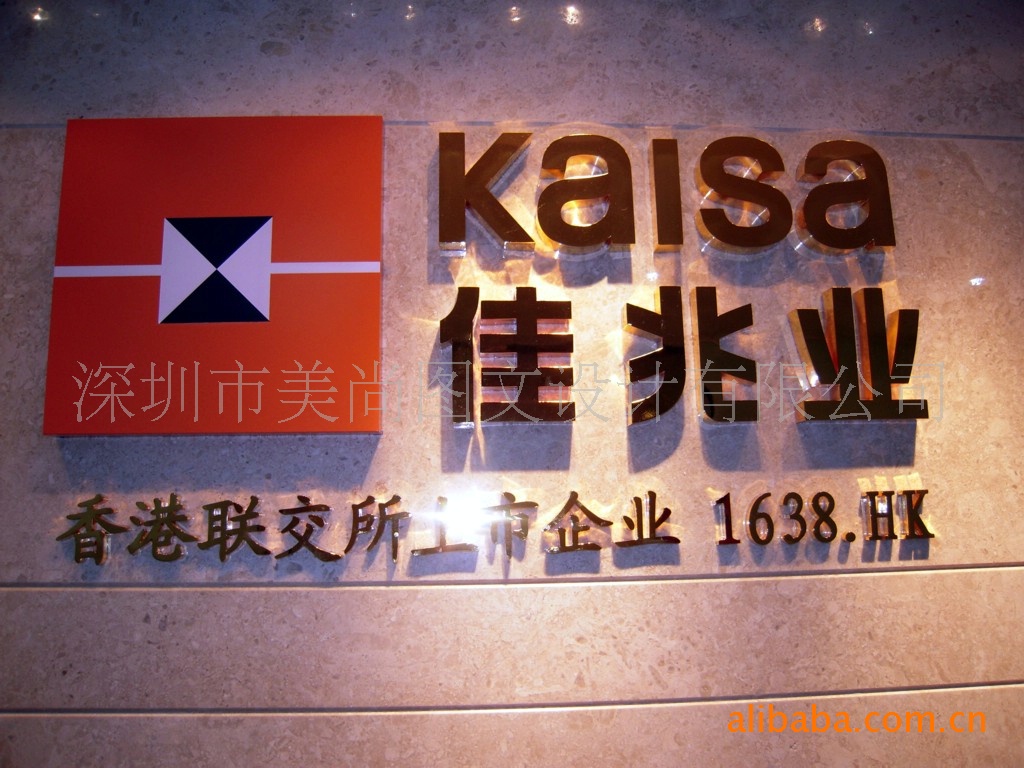 Kaisa
佳兆业
深圳市美尚图文设计有限公司
香港联交所上市企业 1638.HK
alibaba.com.cn